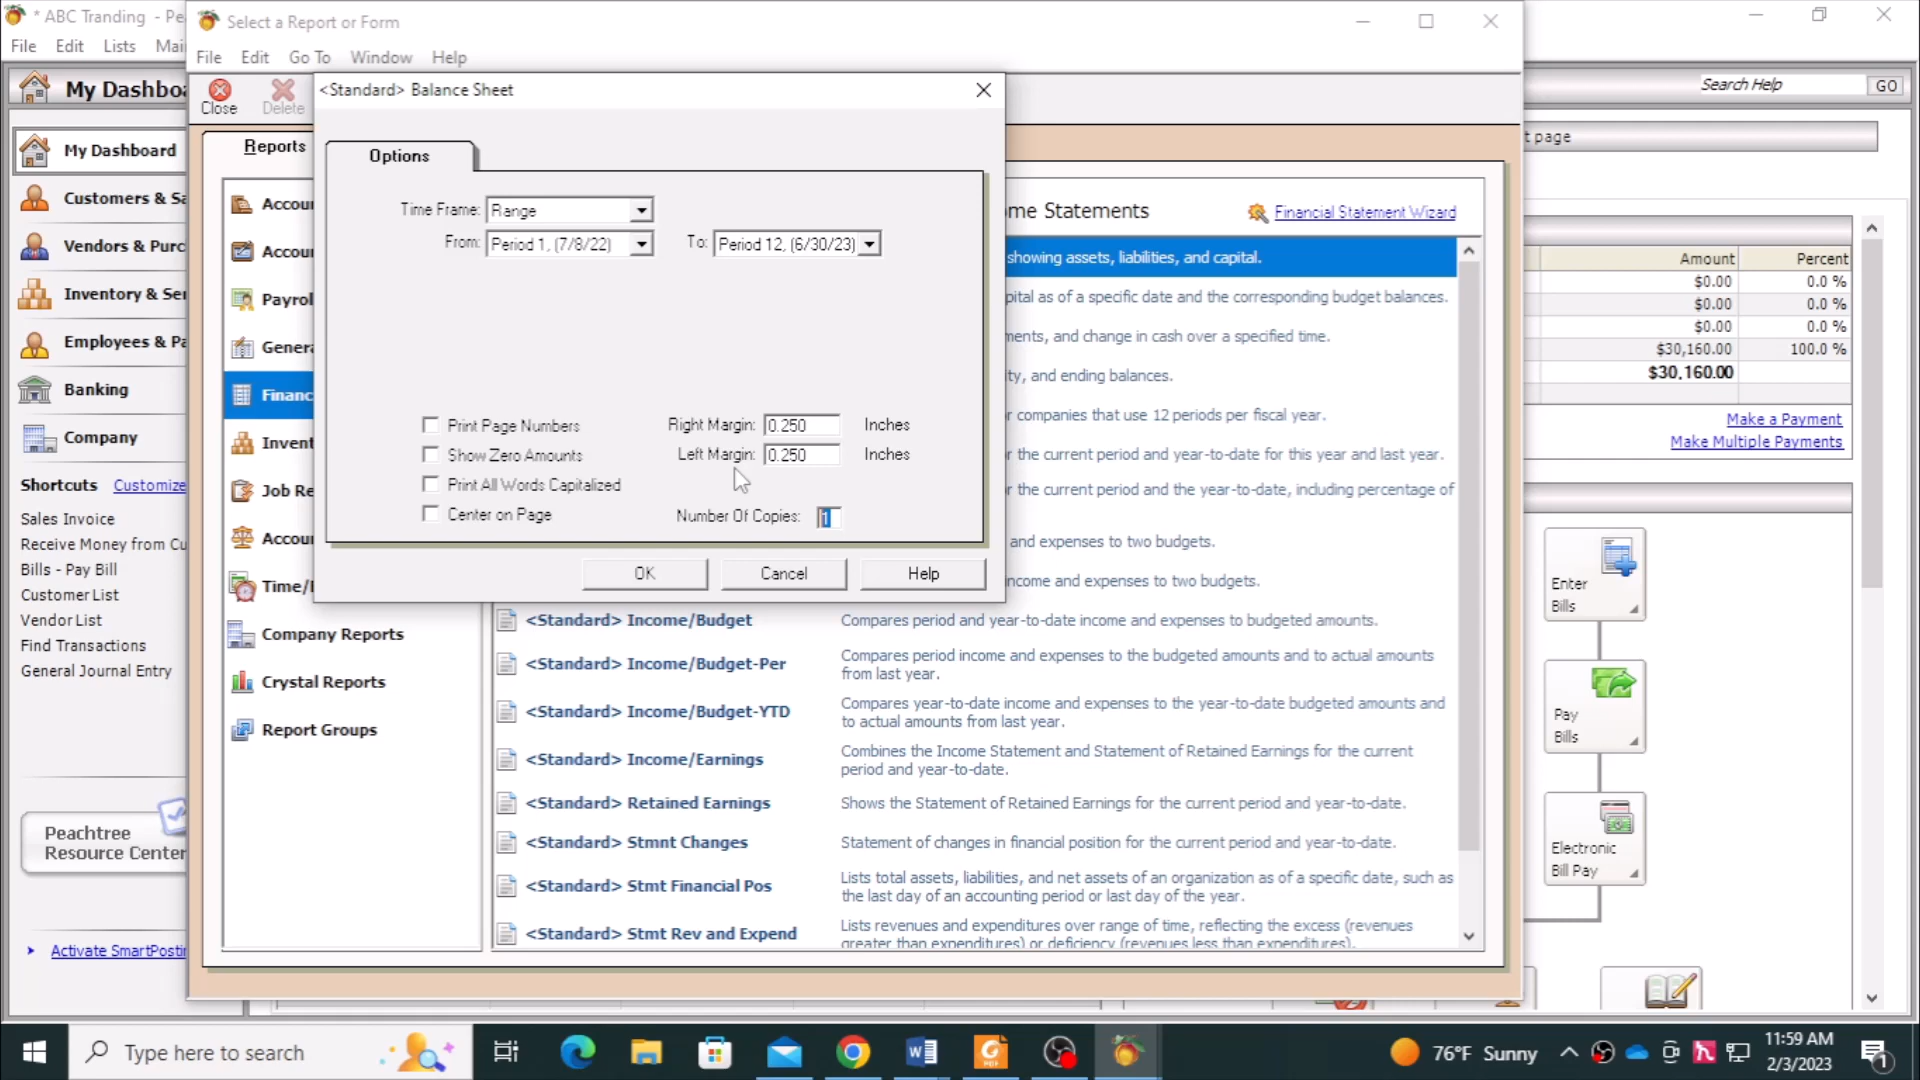 * ABC Tranding - Pe
File Edit Lists Mai
Select a Report or Form
File Edit Go To Window Help
Close Delete
<Standard> Balance Sheet
Options
Time Frame: Range
From: Period 1, (7/8/22) To: Period 12, (6/30/23)
Print Page Numbers
Show Zero Amounts
Print All Words Capitalized
Center on Page
Right Margin: 0.250 Inches
Left Margin: 0.250 Inches
Number Of Copies: 1
OK Cancel Help
My Dashboa
My Dashboard
Customers & Sa
Vendors & Purc
Inventory & Ser
Employees & Pa
Banking
Company
Shortcuts Customize
Sales Invoice
Receive Money from Cu
Bills - Pay Bill
Customer List
Vendor List
Find Transactions
General Journal Entry
Peachtree
Resource Center
Activate SmartPosti
Reports
Accou
Accou
Payrol
Genera
Financ
Invent
Job Re
Accou
Time/
Company Reports
Crystal Reports
Report Groups
me Statements
Financial Statement Wizard
showing assets, liabilities, and capital.
pital as of a specific date and the corresponding budget balances.
ments, and change in cash over a specified time.
ty, and ending balances.
r companies that use 12 periods per fiscal year.
r the current period and year-to-date for this year and last year.
r the current period and the year-to-date, including percentage of
and expenses to two budgets.
ncome and expenses to two budgets.
<Standard> Income/Budget Compares period and year-to-date income and expenses to budgeted amounts.
<Standard> Income/Budget-Per Compares period income and expenses to the budgeted amounts and to actual amounts
from last year.
<Standard> Income/Budget-YTD Compares year-to-date income and expenses to the year-to-date budgeted amounts and
to actual amounts from last year.
<Standard> Income/Earnings Combines the Income Statement and Statement of Retained Earnings for the current
period and year-to-date.
<Standard> Retained Earnings Shows the Statement of Retained Earnings for the current period and year-to-date.
<Standard> Stmnt Changes Statement of changes in financial position for the current period and year-to-date.
<Standard> Stmt Financial Pos Lists total assets, liabilities, and net assets of an organization as of a specific date, such as
the last day of an accounting period or last day of the year.
<Standard> Stmt Rev and Expend Lists revenues and expenditures over range of time, reflecting the excess (revenues
greater than expenditures) or deficiency (revenues less than expenditures).
Search Help GO
t page
Amount Percent
$0.00 0.0 %
$0.00 0.0 %
$0.00 0.0 %
$30,160.00 100.0 %
$30,160.00
Make a Payment
Make Multiple Payments
Enter
Bills
Pay
Bills
Electronic
Bill Pay
Type here to search
76°F Sunny
11:59 AM
2/3/2023
1